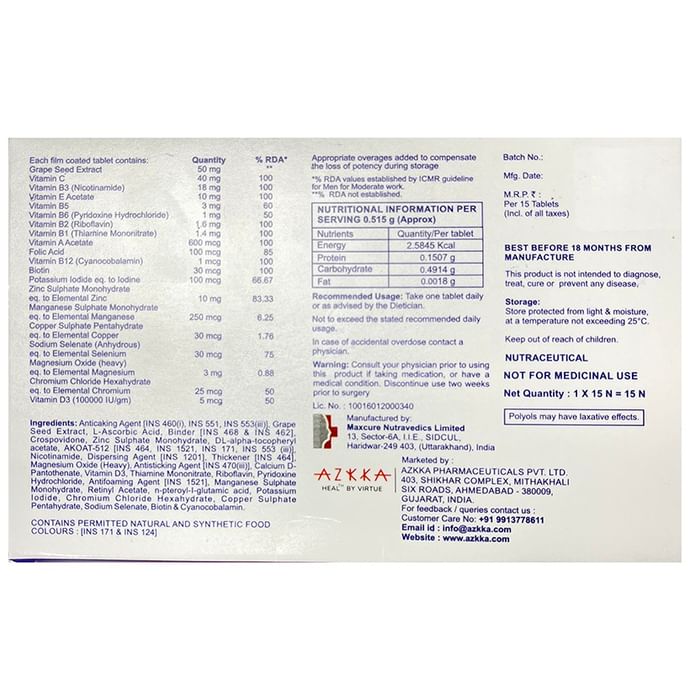 Each film coated tablet contains: Quantity % RDA*
Grape Seed Extract 50 mg **
Vitamin C 40 mg 100
Vitamin B3 (Nicotinamide) 18 mg 100
Vitamin E Acetate 10 mg 100
Vitamin B5 3 mg 60
Vitamin B6 (Pyridoxine Hydrochloride) 1 mg 50
Vitamin B2 (Riboflavin) 1.6 mg 100
Vitamin B1 (Thiamine Mononitrate) 1.4 mg 100
Vitamin A Acetate 600 mcg 100
Folic Acid 100 mcg 85
Vitamin B12 (Cyanocobalamin) 1 mcg 100
Biotin 30 mcg 100
Potassium Iodide eq. to Iodine 100 mcg 66.67
Zinc Sulphate Monohydrate
eq. to Elemental Zinc 10 mg 83.33
Manganese Sulphate Monohydrate
eq. to Elemental Manganese 250 mcg 6.25
Copper Sulphate Pentahydrate
eq. to Elemental Copper 30 mcg 1.76
Sodium Selenate (Anhydrous)
eq. to Elemental Selenium 30 mcg 75
Magnesium Oxide (heavy)
eq. to Elemental Magnesium 3 mg 0.88
Chromium Chloride Hexahydrate
eq. to Elemental Chromium 25 mcg 50
Vitamin D3 (100000 IU/gm) 5 mcg 50
Ingredients: Anticaking Agent [INS 460(i), INS 551, INS 553(iii)], Grape
Seed Extract, L-Ascorbic Acid, Binder [INS 468 & INS 462],
Crospovidone, Zinc Sulphate Monohydrate, DL-alpha-tocopheryl
acetate, AKOAT-512 [INS 464, INS 1521, INS 171, INS 553 (iii)],
Nicotinamide, Dispersing Agent [INS 1201], Thickener [INS 464],
Magnesium Oxide (Heavy), Antisticking Agent [INS 470(iii)], Calcium D-
Pantothenate, Vitamin D3, Thiamine Mononitrate, Riboflavin, Pyridoxine
Hydrochloride, Antifoaming Agent [INS 1521], Manganese Sulphate
Monohydrate, Retinyl Acetate, n-pteroyl-l-glutamic acid, Potassium
Iodide, Chromium Chloride Hexahydrate, Copper Sulphate
Pentahydrate, Sodium Selenate, Biotin & Cyanocobalamin.
CONTAINS PERMITTED NATURAL AND SYNTHETIC FOOD
COLOURS : [INS 171 & INS 124]
Appropriate overages added to compensate
the loss of potency during storage
*% RDA values established by ICMR guideline
for Men for Moderate work.
**% RDA not established.
NUTRITIONAL INFORMATION PER
SERVING 0.515 g (Approx)
Nutrients Quantity/Per tablet
Energy 2.5845 Kcal
Protein 0.1507 g
Carbohydrate 0.4914 g
Fat 0.0018 g
Recommended Usage: Take one tablet daily
or as advised by the Dietician.
Not to exceed the stated recommended daily
usage.
In case of accidental overdose contact a
physician.
Warning: Consult your physician prior to using
this product if taking medication, or have a
medical condition. Discontinue use two weeks
prior to surgery
Lic. No. : 10016012000340
Manufactured by :
Maxcure Nutravedics Limited
13, Sector-6A, I.I.E., SIDCUL,
Haridwar-249 403, (Uttarakhand), India
AZKKA
HEAL™ BY VIRTUE
Marketed by :
AZKKA PHARMACEUTICALS PVT. LTD.
403, SHIKHAR COMPLEX, MITHAKHALI
SIX ROADS, AHMEDABAD - 380009,
GUJARAT, INDIA.
For feedback / queries contact us :
Customer Care No: +91 9913778611
Email id : info@azkka.com
Website : www.azkka.com
Batch No.:
Mfg. Date:
M.R.P. ₹ :
Per 15 Tablets
(Incl. of all taxes)
BEST BEFORE 18 MONTHS FROM
MANUFACTURE
This product is not intended to diagnose,
treat, cure or prevent any disease.
Storage:
Store protected from light & moisture,
at a temperature not exceeding 25°C.
Keep out of reach of children.
NUTRACEUTICAL
NOT FOR MEDICINAL USE
Net Quantity : 1 X 15 N = 15 N
Polyols may have laxative effects.